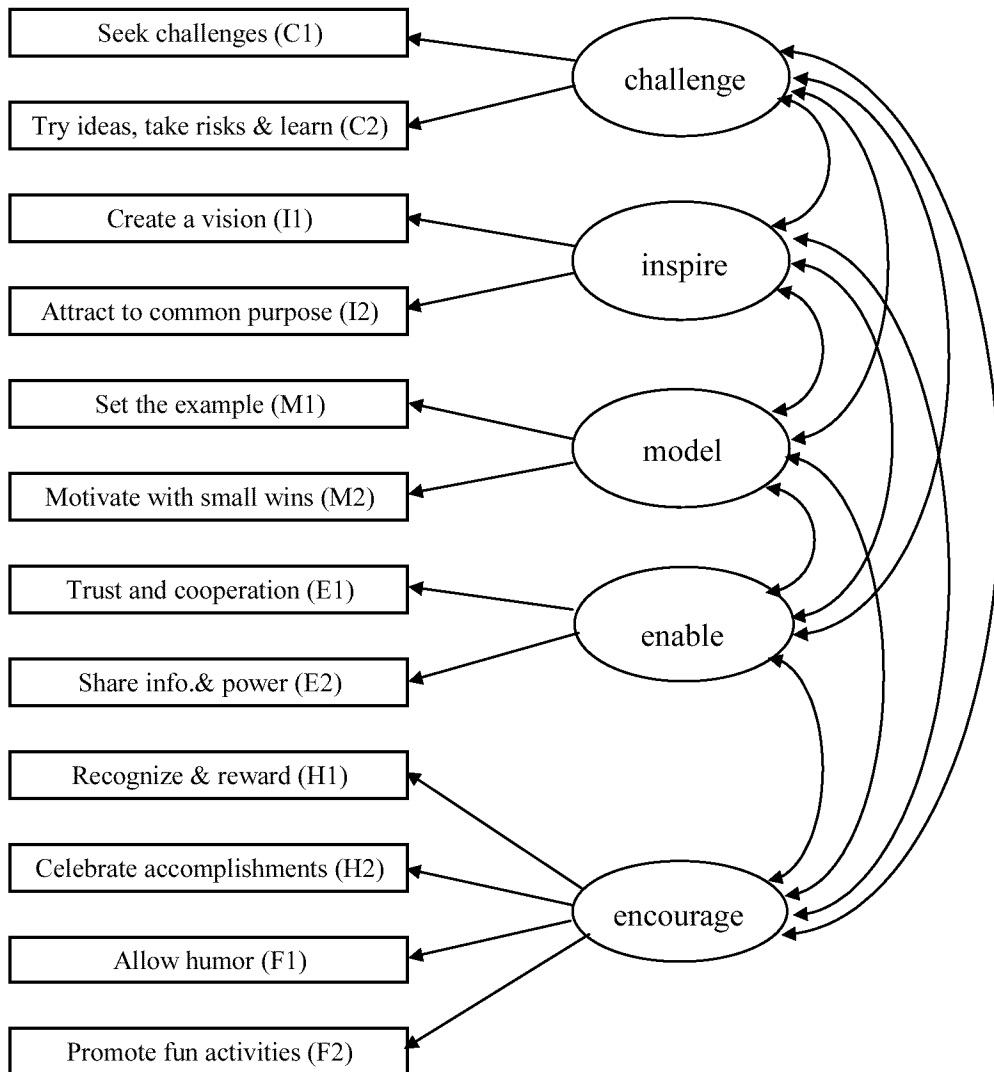 Seek challenges (C1)
challenge
Try ideas, take risks & learn (C2)
Create a vision (I1)
inspire
Attract to common purpose (I2)
Set the example (M1)
model
Motivate with small wins (M2)
Trust and cooperation (E1)
enable
Share info.& power (E2)
Recognize & reward (H1)
Celebrate accomplishments (H2)
encourage
Allow humor (F1)
Promote fun activities (F2)